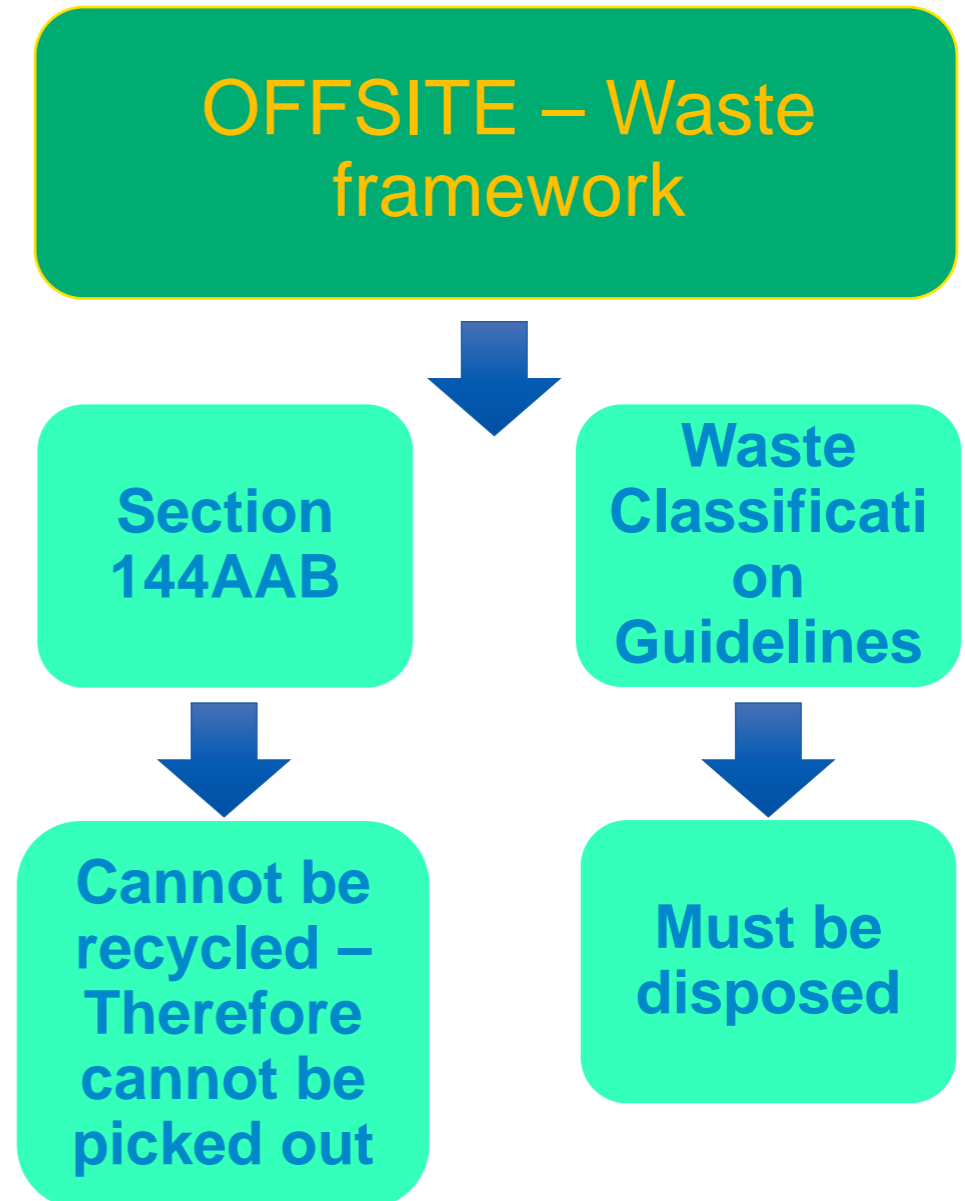 OFFSITE – Waste
framework
Section
144AAB
Waste
Classificati
on
Guidelines
Cannot be
recycled –
Therefore
cannot be
picked out
Must be
disposed